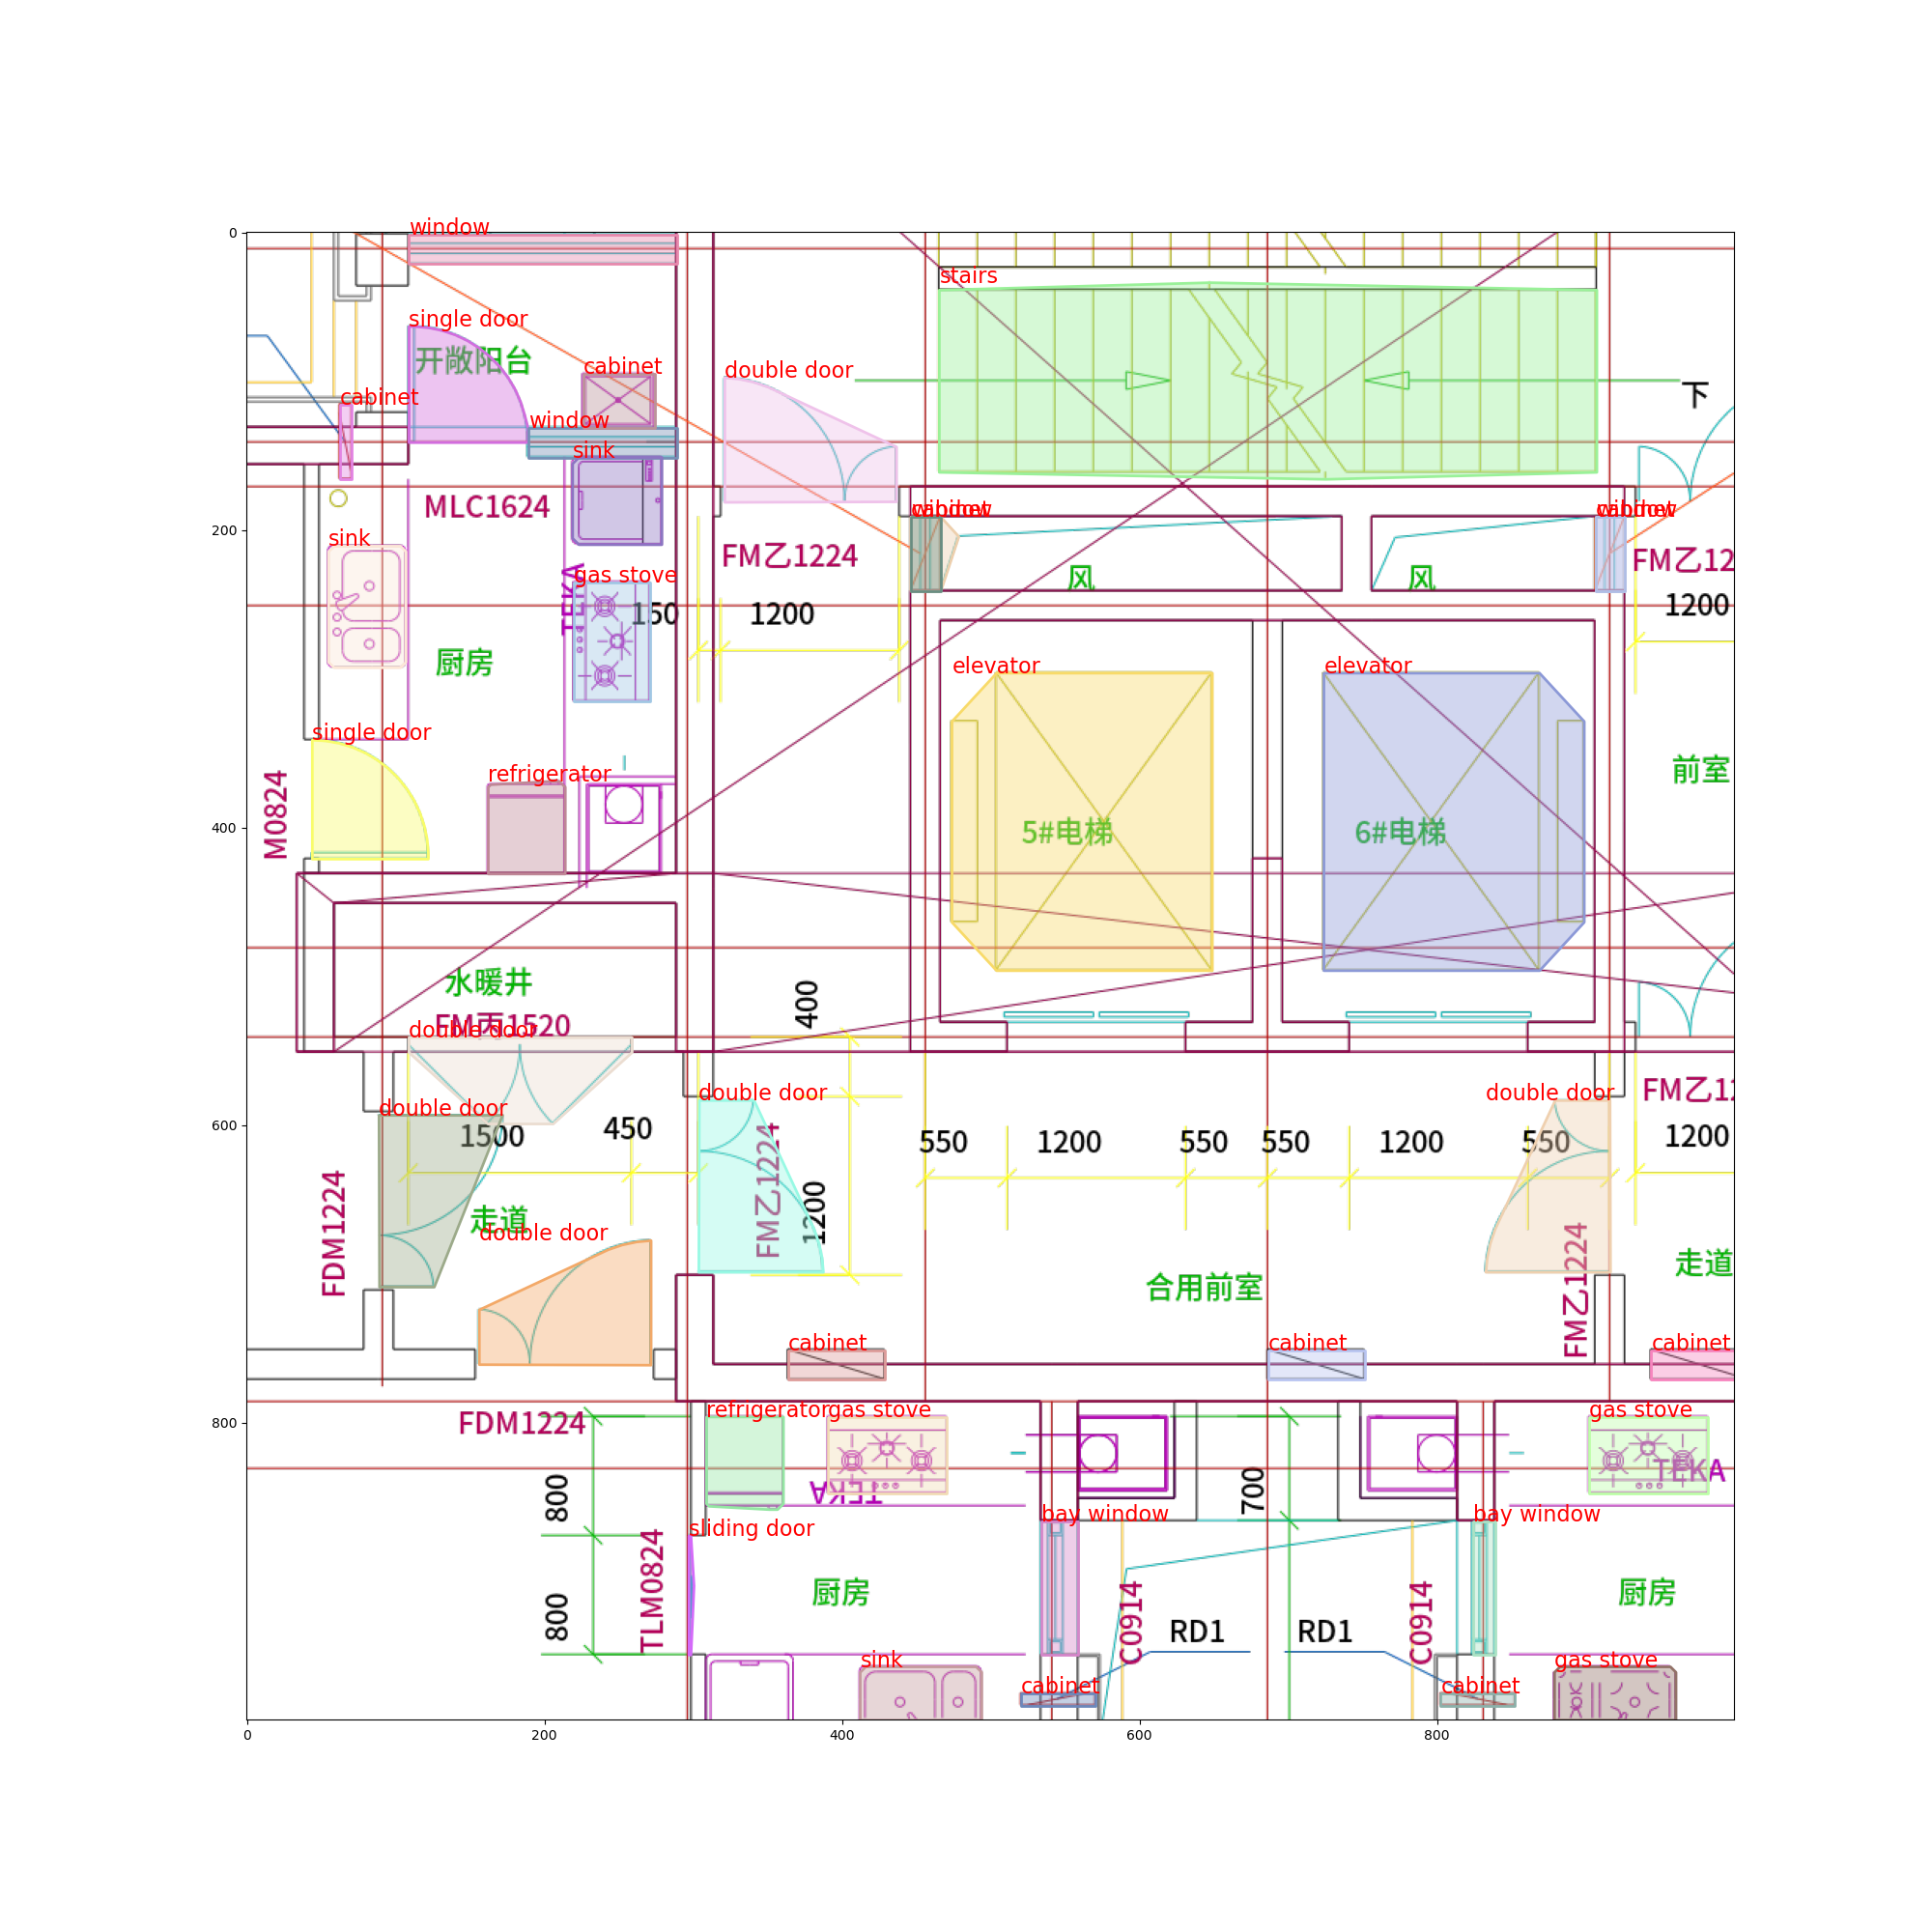 window
stairs
single door
开敞阳台
cabinet
double door
cabinet
下
window
sink
MLC1624
window
window
sink
FM乙1224
FM乙12
风
风
gas stove
TEKA
150
1200
1200
厨房
elevator
elevator
single door
前室
refrigerator
M0824
5#电梯
6#电梯
水暖井
400
FM丙1520
double door
double door
double door
FM乙12
double door
1500
450
550
1200
550
550
1200
550
1200
FDM1224
FM乙1224
1200
走道
double door
走道
合用前室
FM乙1224
cabinet
cabinet
cabinet
FDM1224
refrigerator
gas stove
gas stove
TEKA
TEKA
800
700
bay window
bay window
sliding door
TLM0824
厨房
C0914
C0914
厨房
800
RD1
RD1
sink
gas stove
cabinet
cabinet
0
200
400
600
800
0
200
400
600
800